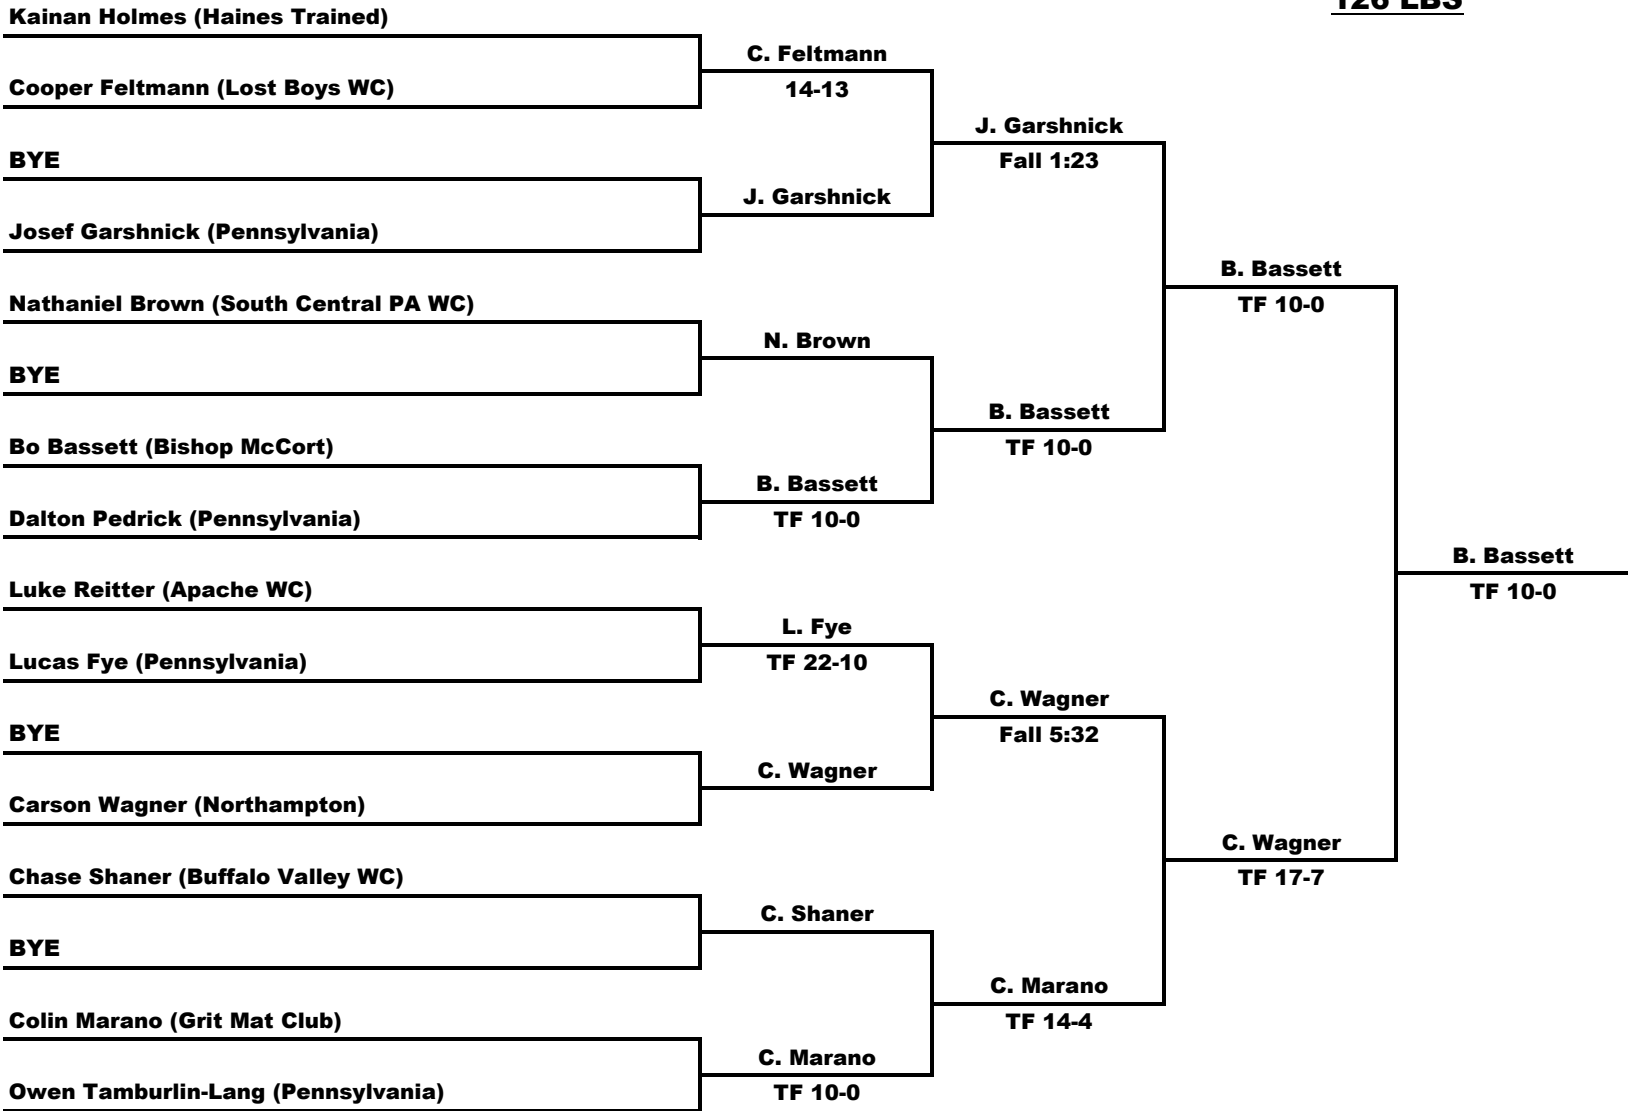 126 LBS
Kainan Holmes (Haines Trained)
Cooper Feltmann (Lost Boys WC)
BYE
Josef Garshnick (Pennsylvania)
Nathaniel Brown (South Central PA WC)
BYE
Bo Bassett (Bishop McCort)
Dalton Pedrick (Pennsylvania)
Luke Reitter (Apache WC)
Lucas Fye (Pennsylvania)
BYE
Carson Wagner (Northampton)
Chase Shaner (Buffalo Valley WC)
BYE
Colin Marano (Grit Mat Club)
Owen Tamburlin-Lang (Pennsylvania)
C. Feltmann
14-13
J. Garshnick
N. Brown
B. Bassett
TF 10-0
L. Fye
TF 22-10
C. Wagner
C. Shaner
C. Marano
TF 10-0
J. Garshnick
Fall 1:23
B. Bassett
TF 10-0
C. Wagner
Fall 5:32
C. Marano
TF 14-4
B. Bassett
TF 10-0
C. Wagner
TF 17-7
B. Bassett
TF 10-0